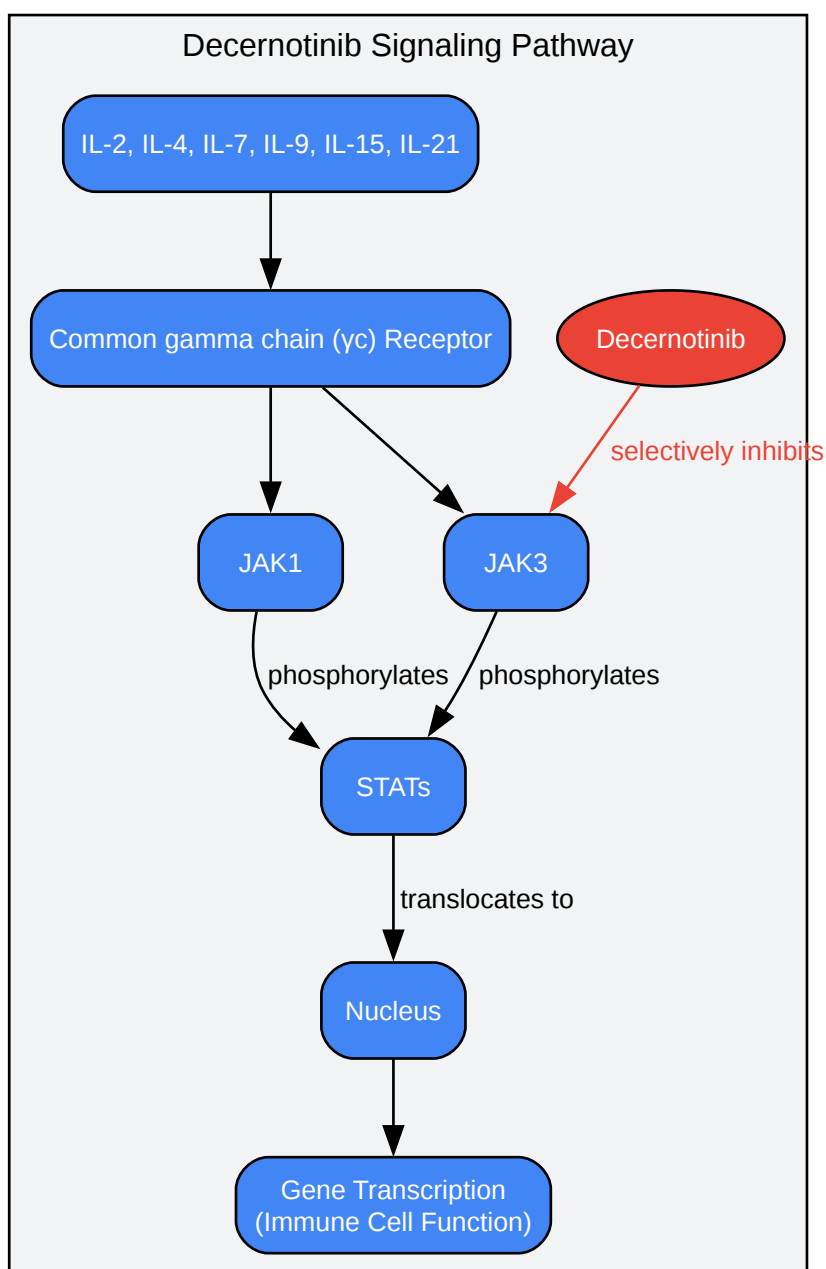 Decernotinib Signaling Pathway
IL-2, IL-4, IL-7, IL-9, IL-15, IL-21
Common gamma chain (γc) Receptor
Decernotinib
selectively inhibits
JAK1
JAK3
phosphorylates
phosphorylates
STATs
translocates to
Nucleus
Gene Transcription
(Immune Cell Function)